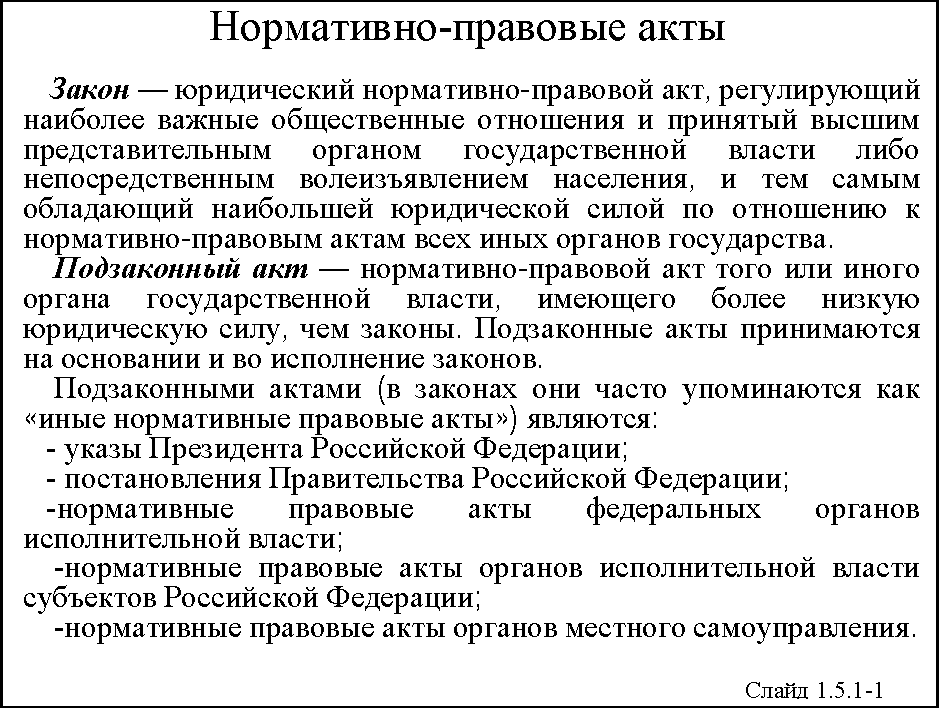 Нормативно-правовые акты
Закон — юридический нормативно-правовой акт, регулирующий
наиболее важные общественные отношения и принятый высшим
представительным органом государственной власти либо
непосредственным волеизъявлением населения, и тем самым
обладающий наибольшей юридической силой по отношению к
нормативно-правовым актам всех иных органов государства.
Подзаконный акт — нормативно-правовой акт того или иного
органа государственной власти, имеющего более низкую
юридическую силу, чем законы. Подзаконные акты принимаются
на основании и во исполнение законов.
Подзаконными актами (в законах они часто упоминаются как
«иные нормативные правовые акты») являются:
- указы Президента Российской Федерации;
- постановления Правительства Российской Федерации;
-нормативные правовые акты федеральных органов
исполнительной власти;
-нормативные правовые акты органов исполнительной власти
субъектов Российской Федерации;
-нормативные правовые акты органов местного самоуправления.
Слайд 1.5.1-1